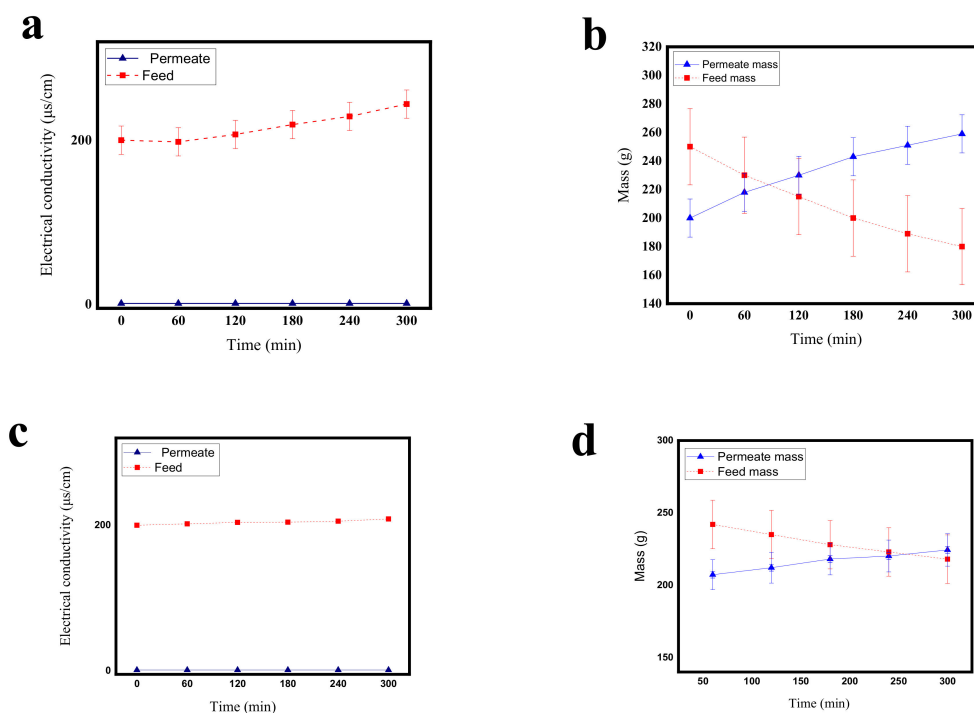 a
Permeate
Feed
Electrical conductivity (μs/cm)
200
0
0 60 120 180 240 300
Time (min)
b
320
300
280
260
240
220
200
180
160
140
Permeate mass
Feed mass
Mass (g)
0 60 120 180 240 300
Time (min)
c
Permeate
Feed
Electrical conductivity (μs/cm)
200
0
0 60 120 180 240 300
Time (min)
d
300
250
200
150
Permeate mass
Feed mass
Mass (g)
50 100 150 200 250 300
Time (min)